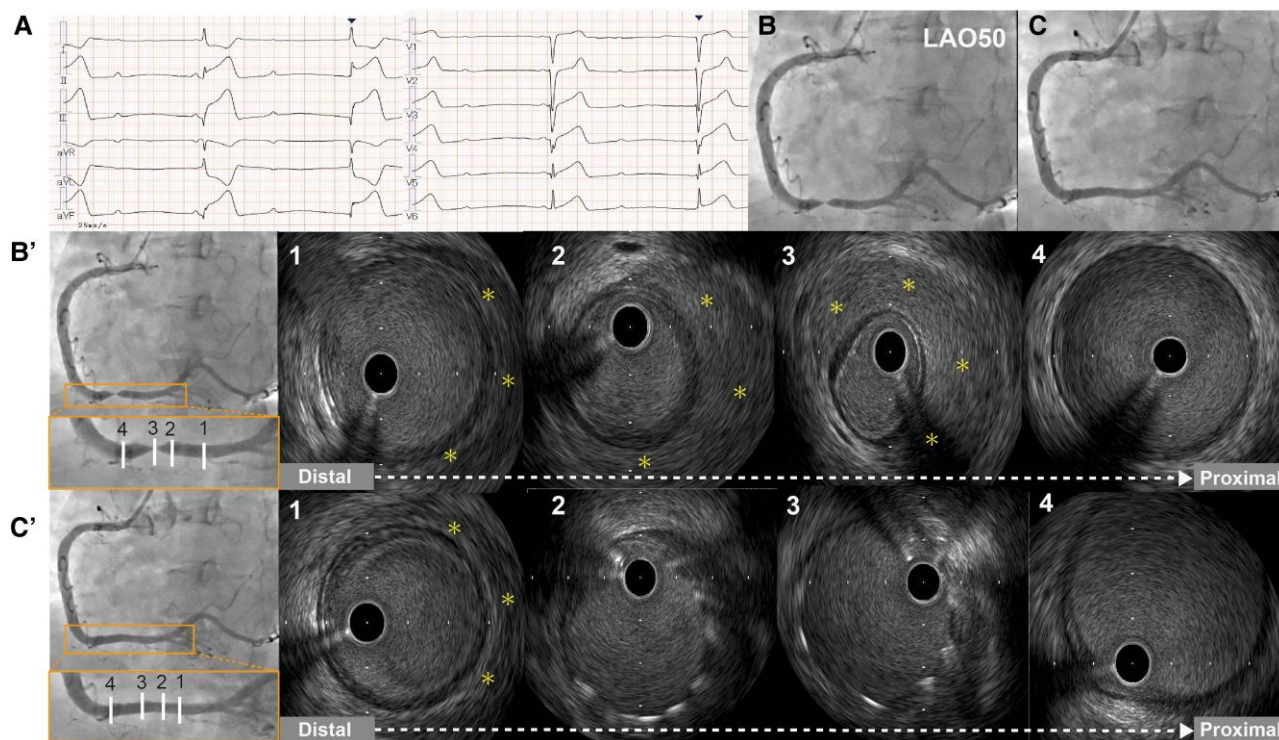 A
B
LAO50
C
I
II
III
aVR
aVL
aVF
25mm/s
V1
V2
V3
V4
V5
V6
B’
1
2
3
4
*
*
*
*
*
*
*
*
*
*
4
3
2
1
Distal
Proximal
C’
1
2
3
4
*
*
*
4
3
2
1
Distal
Proximal